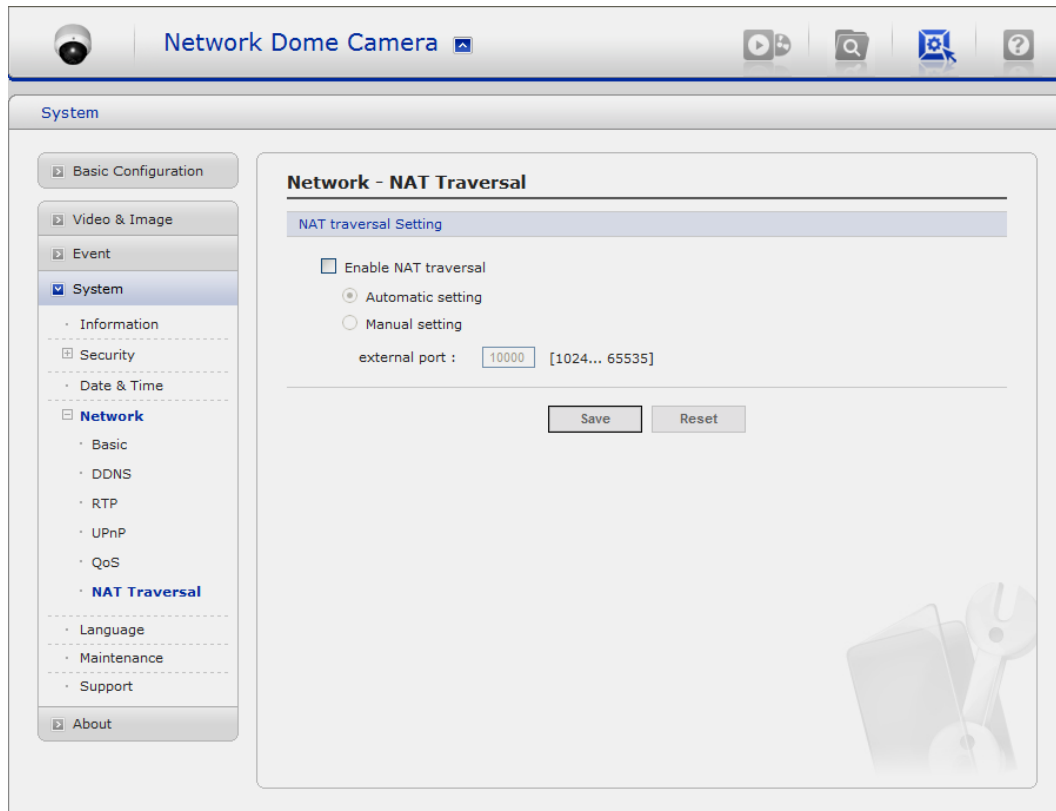 Network Dome Camera
System
Basic Configuration
Video & Image
Event
System
Information
Security
Date & Time
Network
Basic
DDNS
RTP
UPnP
QoS
NAT Traversal
Language
Maintenance
Support
About
Network - NAT Traversal
NAT traversal Setting
Enable NAT traversal
Automatic setting
Manual setting
external port : 10000 [1024... 65535]
Save Reset